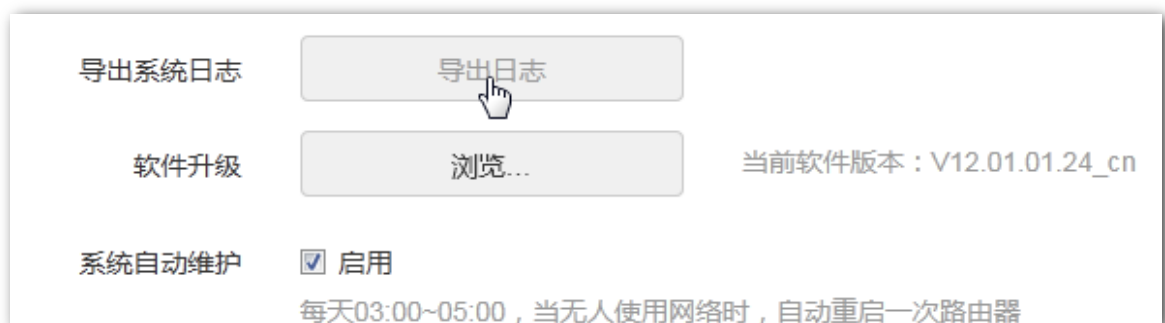 导出系统日志 导出日志
软件升级 浏览... 当前软件版本：V12.01.01.24_cn
系统自动维护 启用
每天03:00~05:00，当无人使用网络时，自动重启一次路由器